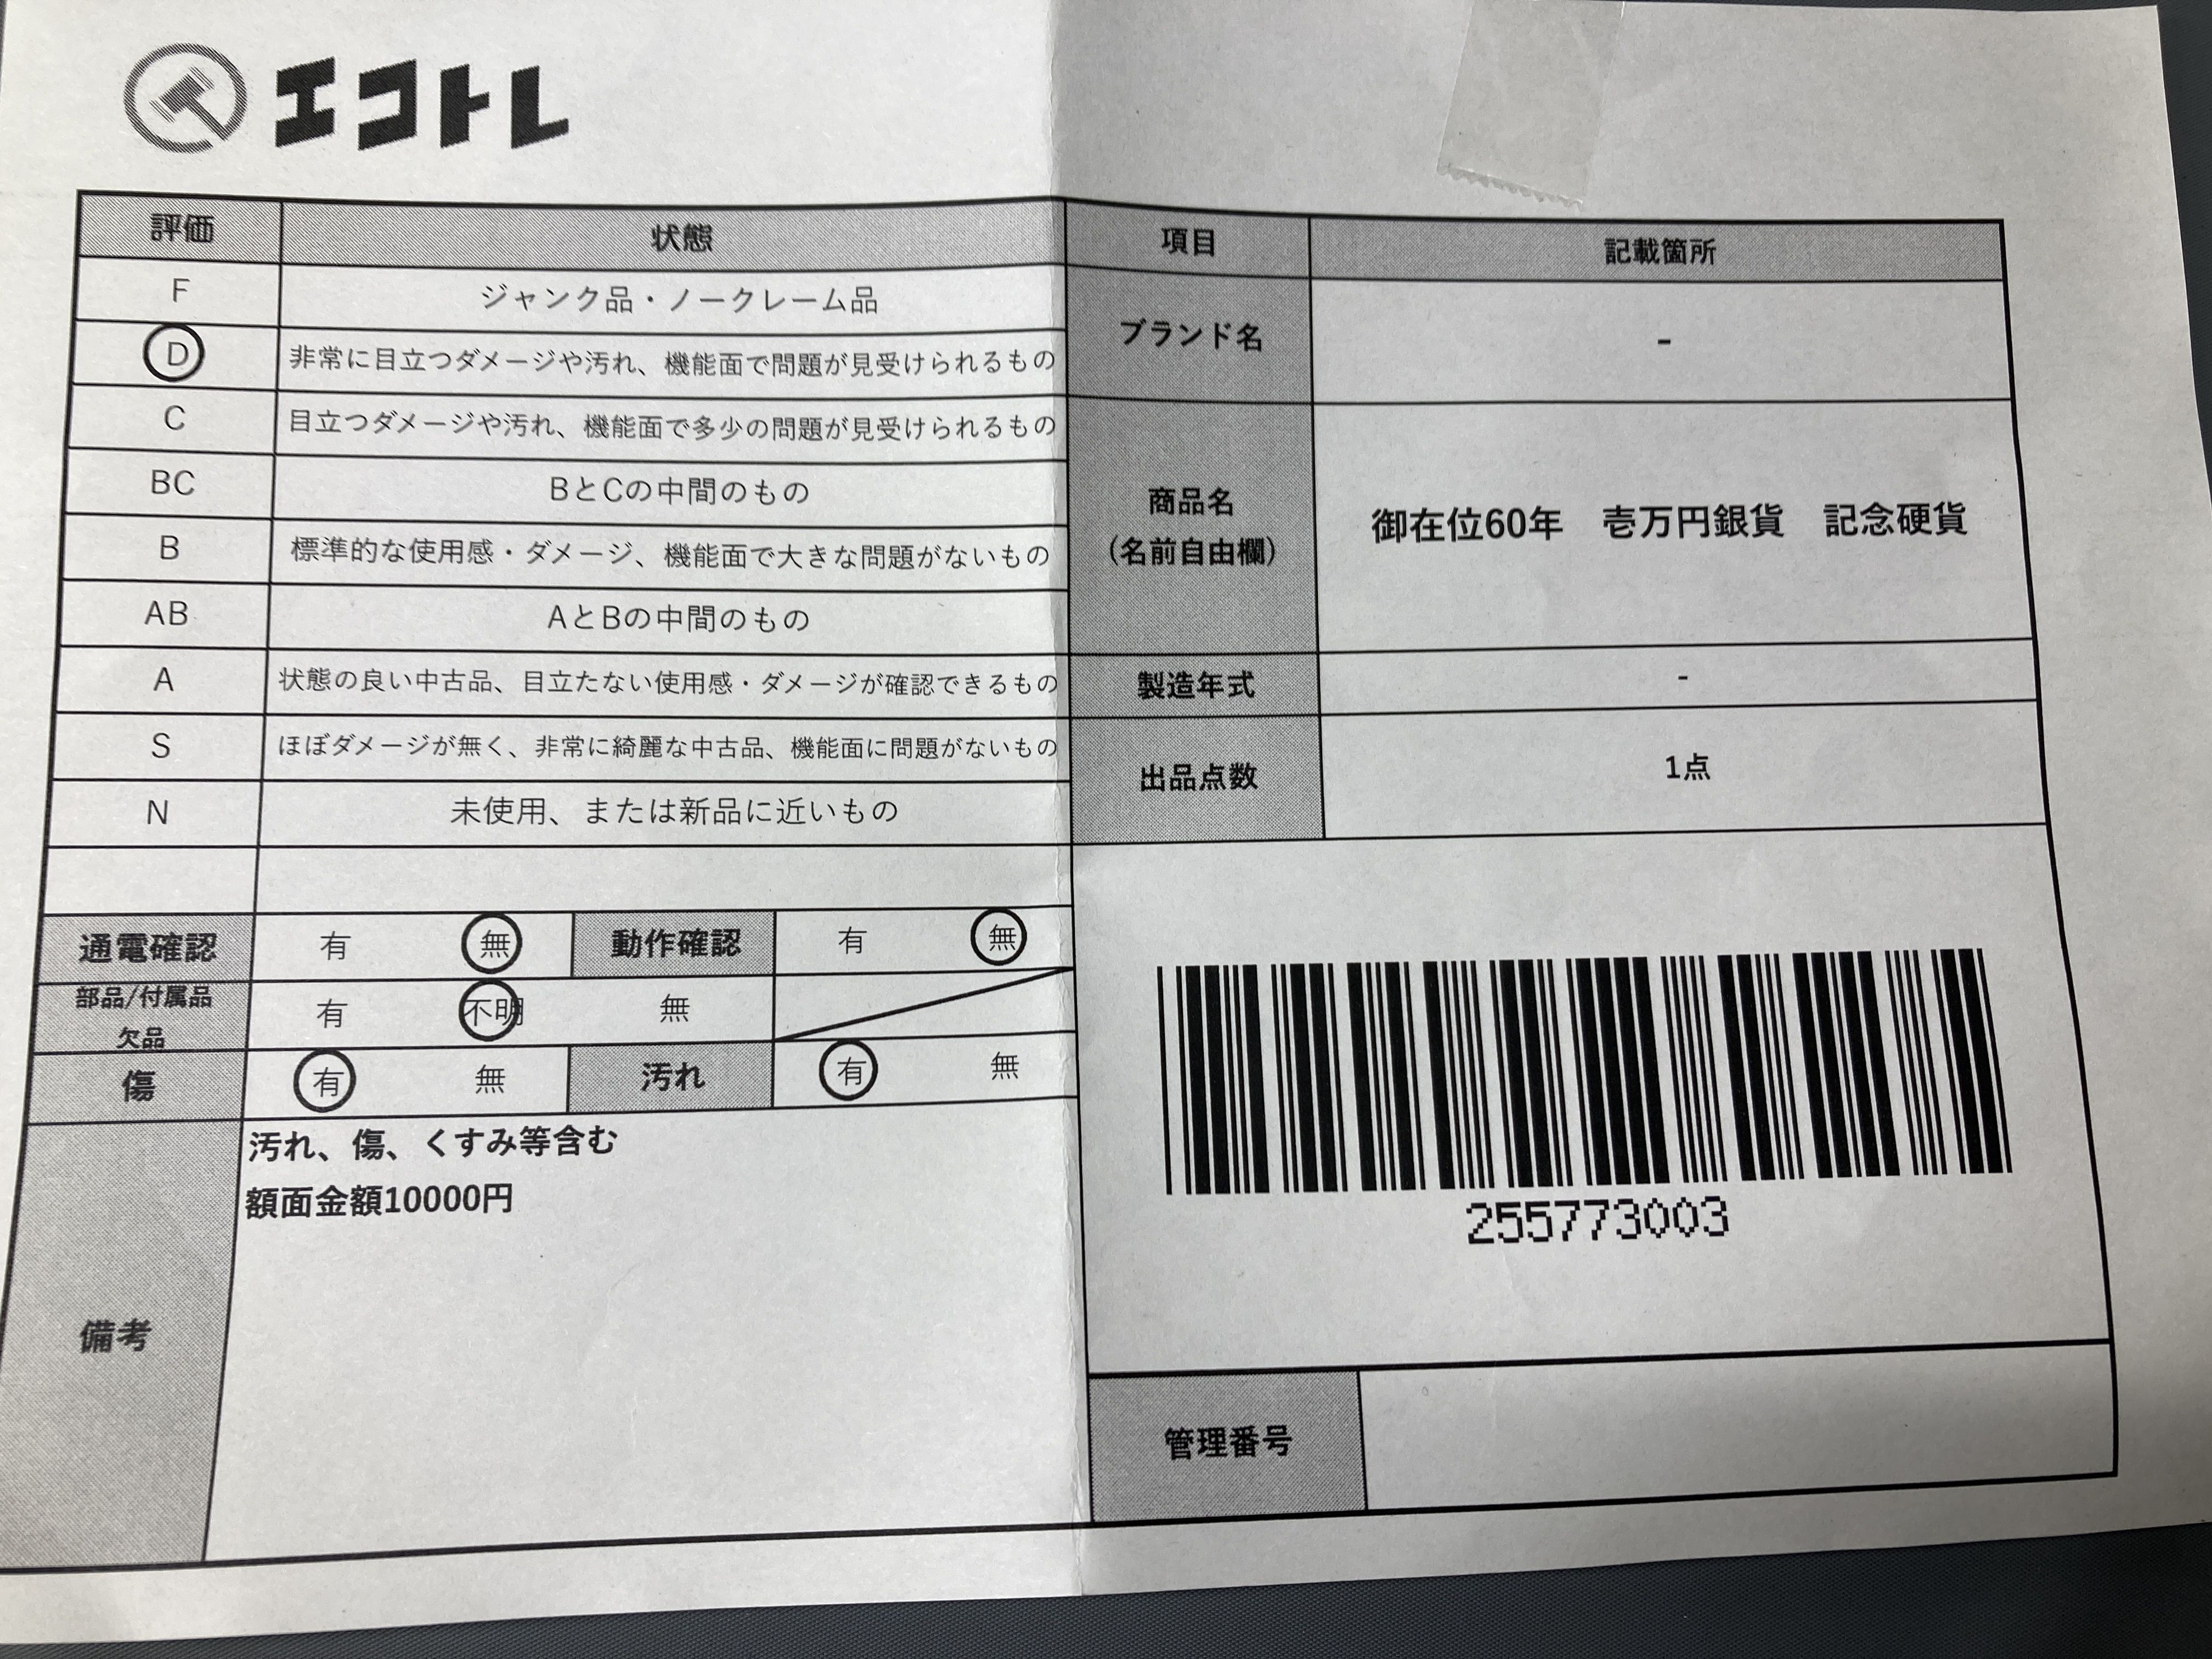 エコトレ
評価 状態
F ジャンク品・ノークレーム品
D 非常に目立つダメージや汚れ、機能面で問題が見受けられるもの
C 目立つダメージや汚れ、機能面で多少の問題が見受けられるもの
BC BとCの中間のもの
B 標準的な使用感・ダメージ、機能面で大きな問題がないもの
AB AとBの中間のもの
A 状態の良い中古品、目立たない使用感・ダメージが確認できるもの
S ほぼダメージが無く、非常に綺麗な中古品、機能面に問題がないもの
N 未使用、または新品に近いもの
通電確認 有 無 動作確認 有 無
部品/付属品
欠品 有 不明 無
傷 有 無 汚れ 有 無
備考
汚れ、傷、くすみ等含む
額面金額10000円
項目 記載箇所
ブランド名 -
商品名
(名前自由欄)
御在位60年 壱万円銀貨 記念硬貨
製造年式 -
出品点数 1点
255773003
管理番号